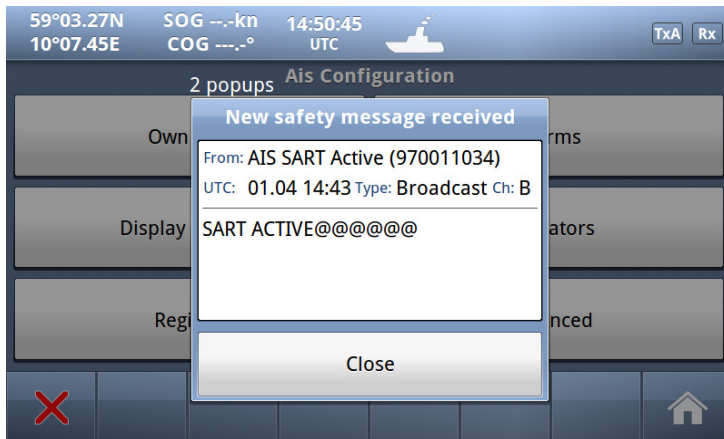 59°03.27N SOG --.-kn 14:50:45
10°07.45E COG ---.-° UTC
TxA Rx
Ais Configuration
2 popups
New safety message received
Own
rms
From: AIS SART Active (970011034)
UTC: 01.04 14:43 Type: Broadcast Ch: B
Display
SART ACTIVE@@@@@@
ators
Regi
nced
Close